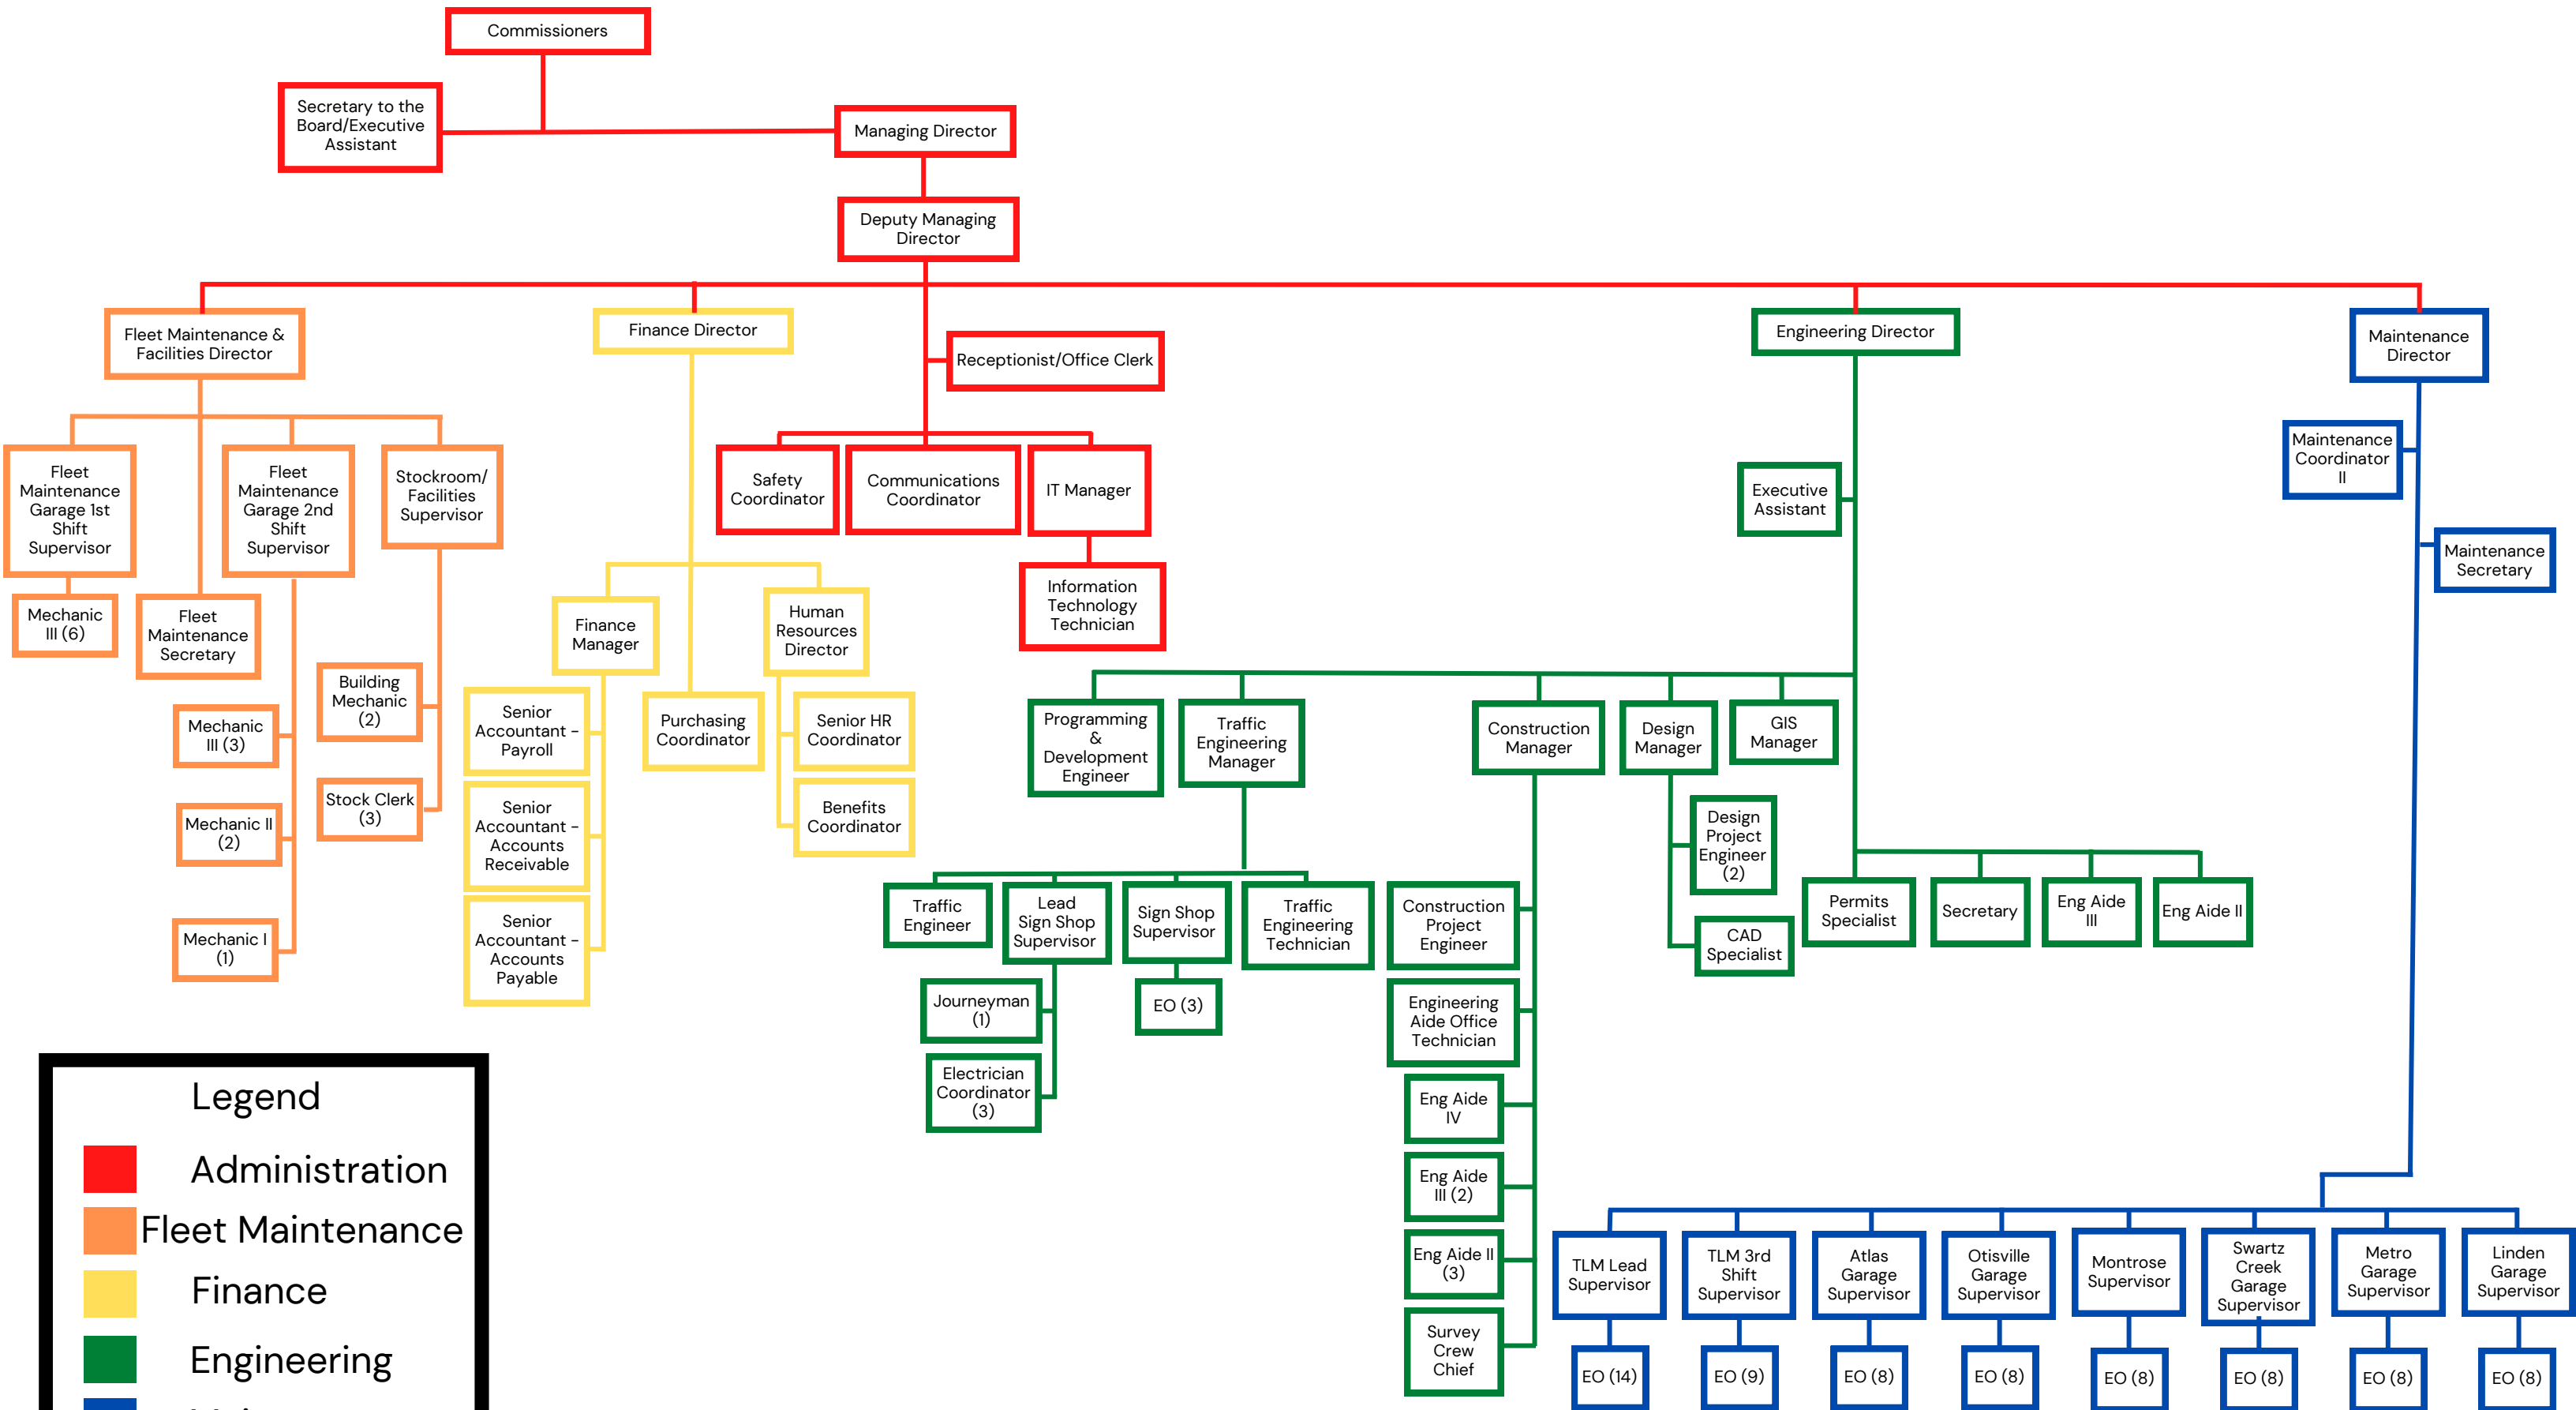 Commissioners
Secretary to the
Board/Executive
Assistant
Managing Director
Deputy Managing
Director
Fleet Maintenance &
Facilities Director
Finance Director
Receptionist/Office Clerk
Engineering Director
Maintenance
Director
Fleet
Maintenance
Garage 1st
Shift
Supervisor
Fleet
Maintenance
Garage 2nd
Shift
Supervisor
Stockroom/
Facilities
Supervisor
Safety
Coordinator
Communications
Coordinator
IT Manager
Executive
Assistant
Maintenance
Coordinator
II
Maintenance
Secretary
Mechanic
III (6)
Fleet
Maintenance
Secretary
Information
Technology
Technician
Finance
Manager
Human
Resources
Director
Building
Mechanic
(2)
Mechanic
III (3)
Stock Clerk
(3)
Mechanic II
(2)
Mechanic I
(1)
Senior
Accountant -
Payroll
Purchasing
Coordinator
Senior HR
Coordinator
Senior
Accountant -
Accounts
Receivable
Benefits
Coordinator
Senior
Accountant -
Accounts
Payable
Programming
&
Development
Engineer
Traffic
Engineering
Manager
Construction
Manager
Design
Manager
GIS
Manager
Design
Project
Engineer
(2)
CAD
Specialist
Traffic
Engineer
Lead
Sign Shop
Supervisor
Sign Shop
Supervisor
Traffic
Engineering
Technician
Construction
Project
Engineer
Permits
Specialist
Secretary
Eng Aide
III
Eng Aide II
Journeyman
(1)
EO (3)
Engineering
Aide Office
Technician
Electrician
Coordinator
(3)
Eng Aide
IV
Eng Aide
III (2)
Eng Aide II
(3)
Survey
Crew
Chief
TLM Lead
Supervisor
TLM 3rd
Shift
Supervisor
Atlas
Garage
Supervisor
Otisville
Garage
Supervisor
Montrose
Supervisor
Swartz
Creek
Garage
Supervisor
Metro
Garage
Supervisor
Linden
Garage
Supervisor
EO (14)
EO (9)
EO (8)
EO (8)
EO (8)
EO (8)
EO (8)
EO (8)
Legend
Administration
Fleet Maintenance
Finance
Engineering